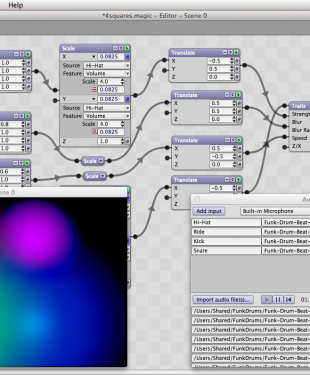 Help
*4squares.magic - Editor - Scene 0
Scale
X 0.0825
Source Hi-Hat
Feature Volume
Scale 4.0
0.0825
Y 0.0825
Source Hi-Hat
Feature Volume
Scale 4.0
0.0825
Z 1.0
1.0
1.0
1.0
0.8
1.0
1.0
0.6
1.0
Scale
Scale
Translate
X -0.5
Y 0.5
Z 0.0
Translate
X 0.5
Y 0.5
Z 0.0
Translate
X 0.5
Y -0.5
Z 0.0
Translate
X -0.5
Y
Z
Trails
Strength
Blur
Blur Ra
Speed
Z/X
ne 0
Au
Add input Built-in Microphone
Hi-Hat Funk-Drum-Beat-
Ride Funk-Drum-Beat-
Kick Funk-Drum-Beat-
Snare Funk-Drum-Beat-
Import audio file(s)... 01:
/Users/Shared/FunkDrums/Funk-Drum-Beat-
/Users/Shared/FunkDrums/Funk-Drum-Beat-
/Users/Shared/FunkDrums/Funk-Drum-Beat-
/Users/Shared/FunkDrums/Funk-Drum-Beat-
/Users/Shared/FunkDrums/Funk-Drum-Beat-
/Users/Shared/FunkDrums/Funk-Drum-Beat-